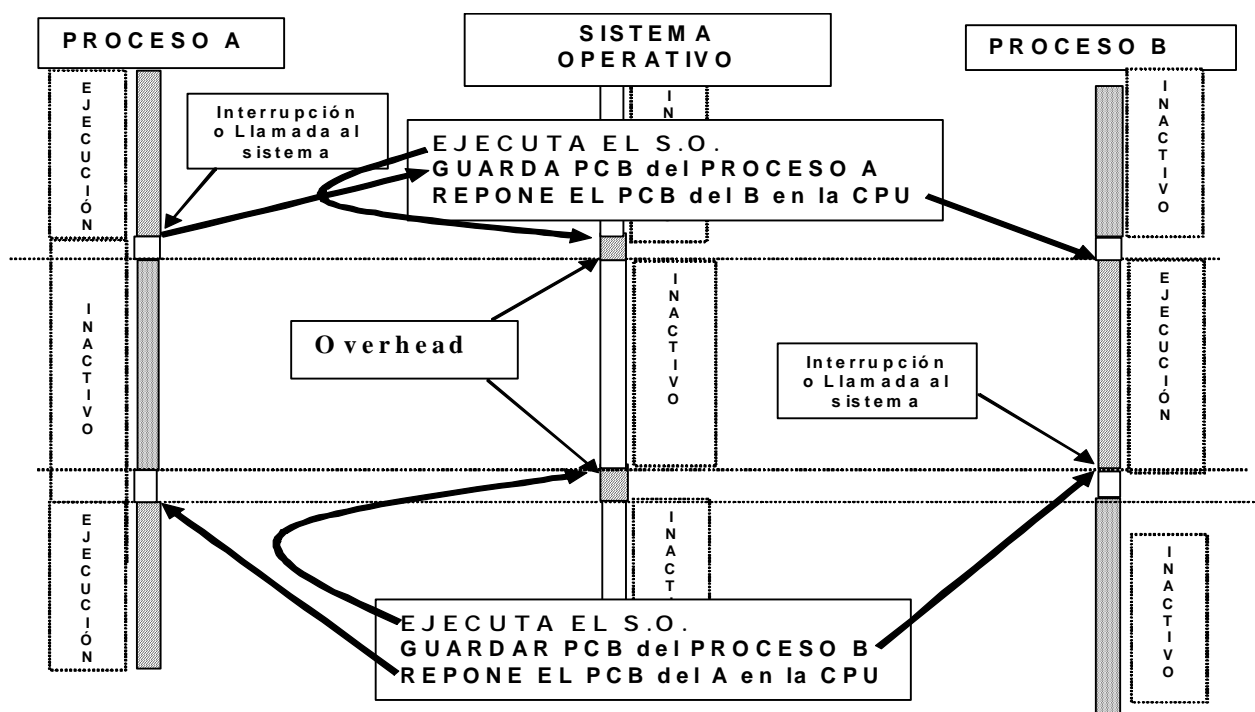 PROCESO A
SISTEMA
OPERATIVO
PROCESO B
EJECUCIÓN
Interrupción
o Llamada al
sistema
IN
INACTIVO
EJECUTA EL S.O.
GUARDA PCB del PROCESO A
REPONE EL PCB del B en la CPU
INACTIVO
Overhead
INACTIVO
Interrupción
o Llamada al
sistema
EJECUCIÓN
EJECUCIÓN
INACT
INACTIVO
EJECUTA EL S.O.
GUARDAR PCB del PROCESO B
REPONE EL PCB del A en la CPU